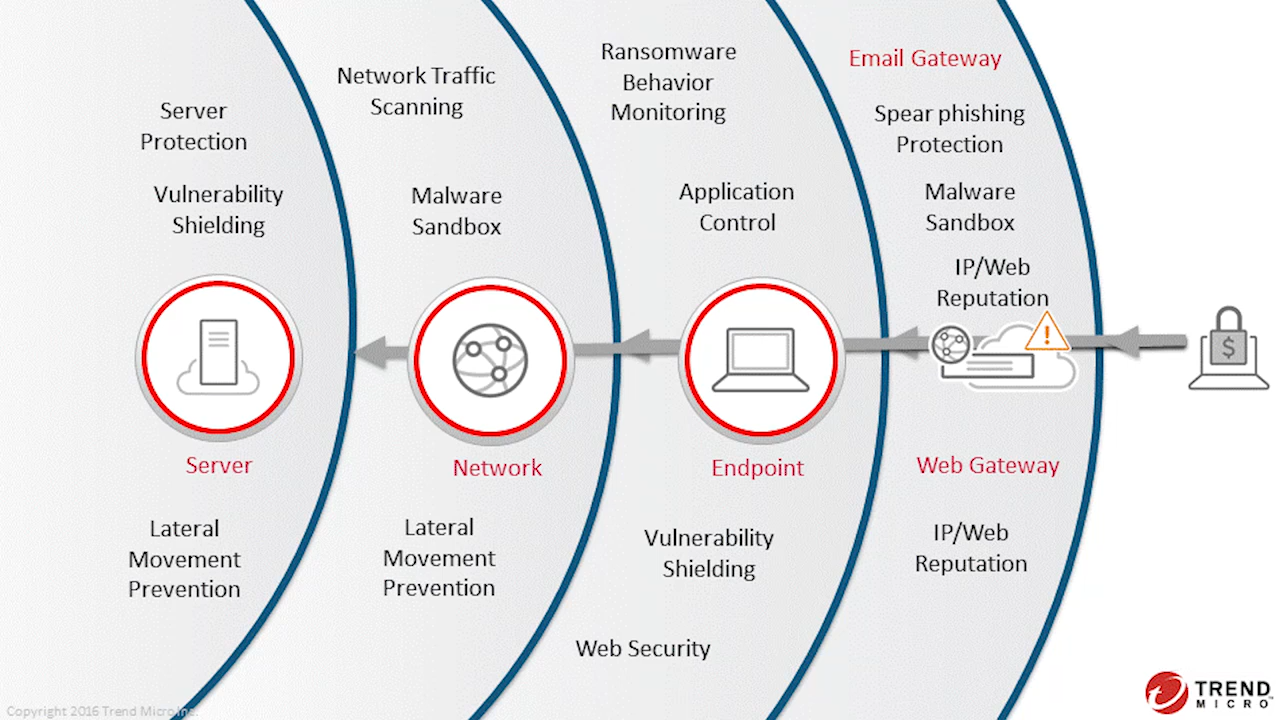 Server
Protection
Vulnerability
Shielding
Server
Lateral
Movement
Prevention
Network Traffic
Scanning
Malware
Sandbox
Network
Lateral
Movement
Prevention
Ransomware
Behavior
Monitoring
Application
Control
Endpoint
Vulnerability
Shielding
Web Security
Email Gateway
Spear phishing
Protection
Malware
Sandbox
IP/Web
Reputation
!
Web Gateway
IP/Web
Reputation
$
Copyright 2016 Trend Micro Inc.
TREND
MICRO™